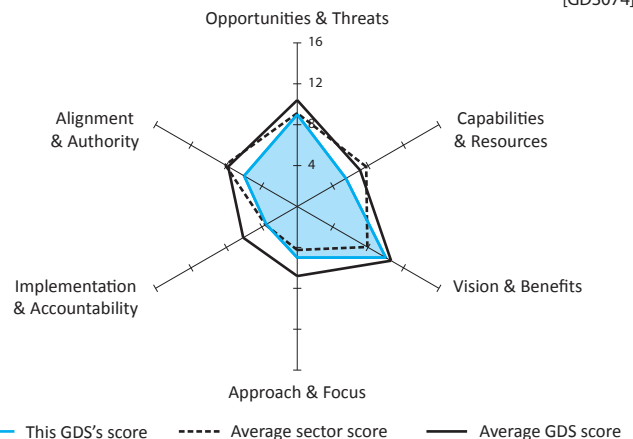 [GDS074]
Opportunities & Threats
16
12
8
4
Alignment
& Authority
Capabilities
& Resources
Implementation
& Accountability
Vision & Benefits
Approach & Focus
This GDS's score
Average sector score
Average GDS score